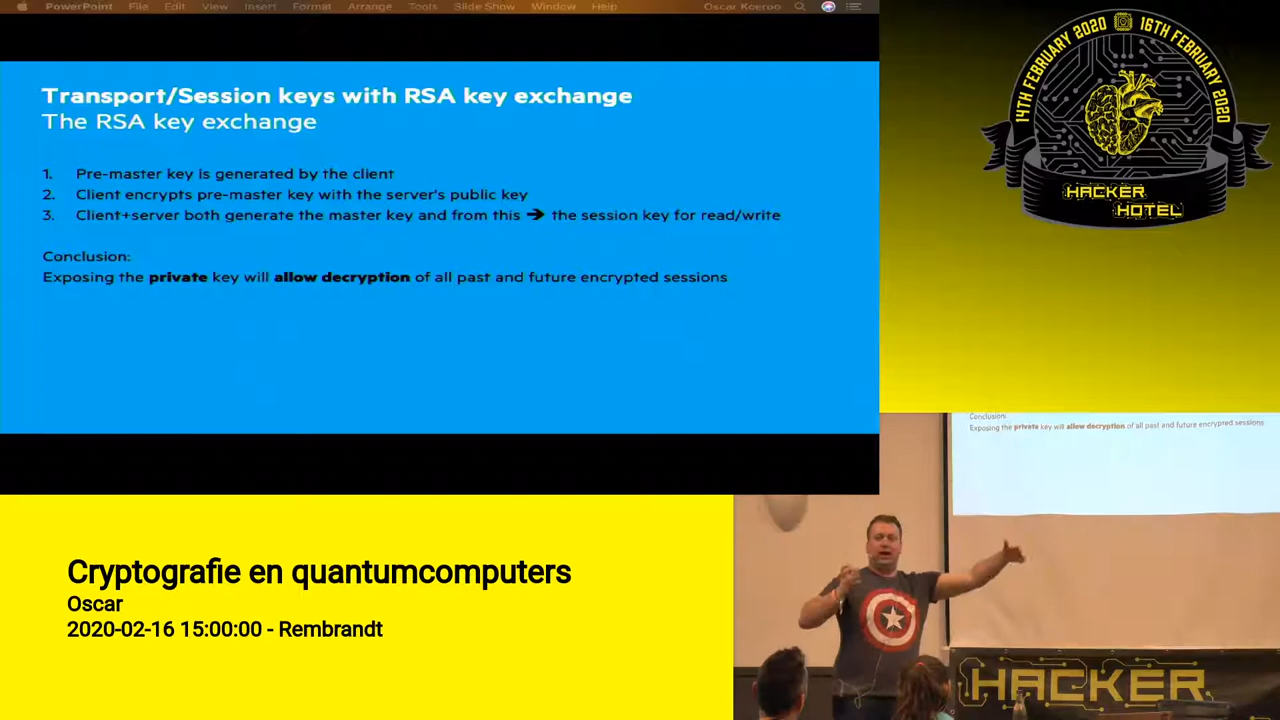 PowerPoint File Edit View Insert Format Arrange Tools Slide Show Window Help Oscar Koeroo
Transport/Session keys with RSA key exchange
The RSA key exchange
1. Pre-master key is generated by the client
2. Client encrypts pre-master key with the server's public key
3. Client+server both generate the master key and from this ➔ the session key for read/write
Conclusion:
Exposing the private key will allow decryption of all past and future encrypted sessions
14TH FEBRUARY 2020 16TH FEBRUARY 2020
HACKER
HOTEL
Conclusion:
Exposing the private key will allow decryption of all past and future encrypted sessions
Cryptografie en quantumcomputers
Oscar
2020-02-16 15:00:00 - Rembrandt
HACKER